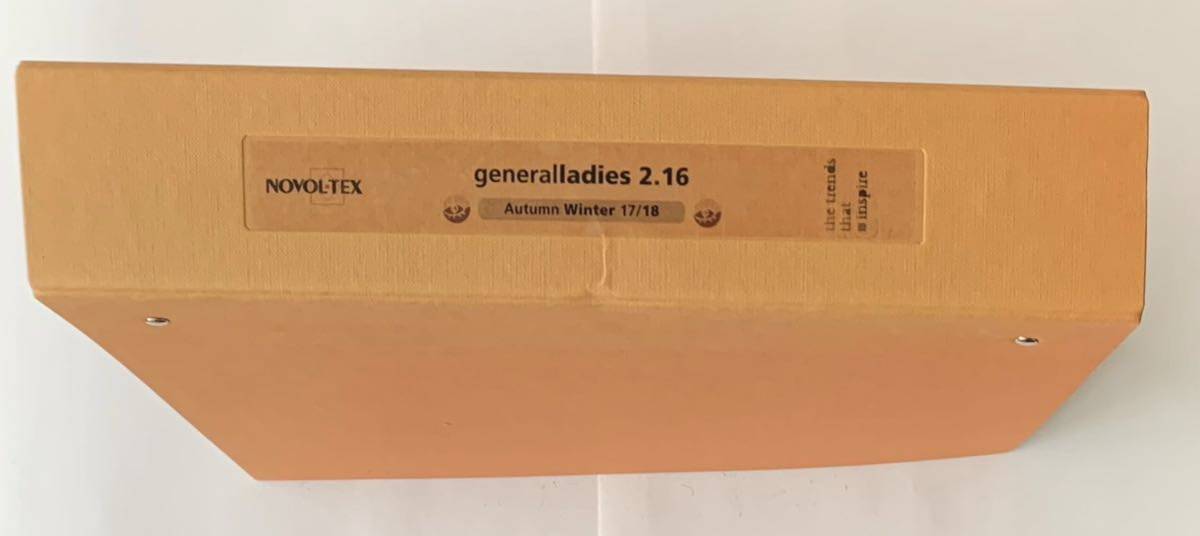 NOVOLTEX
generalladies 2.16
Autumn Winter 17/18
the trends
that
inspire